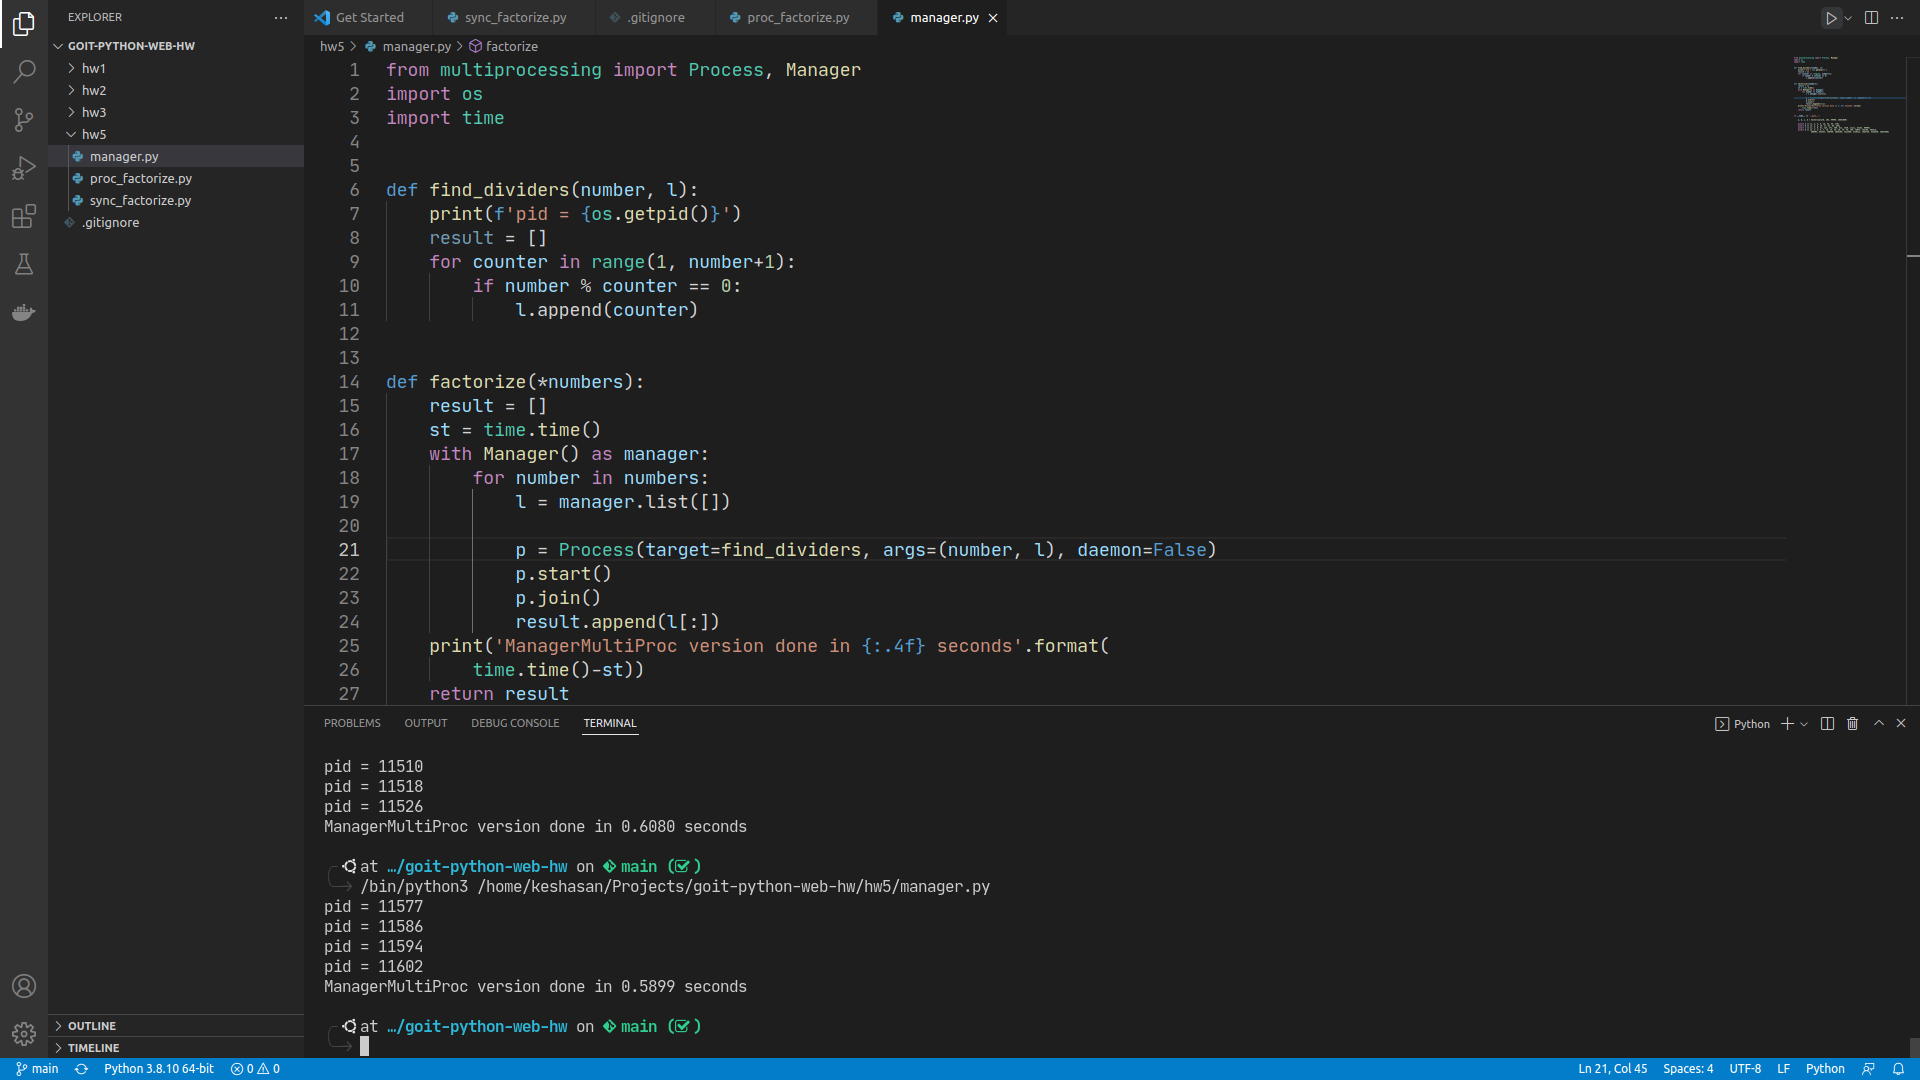 EXPLORER
GOIT-PYTHON-WEB-HW
hw1
hw2
hw3
hw5
manager.py
proc_factorize.py
sync_factorize.py
.gitignore
OUTLINE
TIMELINE
Get Started
sync_factorize.py
.gitignore
proc_factorize.py
manager.py
hw5 > manager.py > factorize
1 from multiprocessing import Process, Manager
2 import os
3 import time
4
5
6 def find_dividers(number, l):
7     print(f'pid = {os.getpid()}')
8     result = []
9     for counter in range(1, number+1):
10         if number % counter == 0:
11             l.append(counter)
12
13
14 def factorize(*numbers):
15     result = []
16     st = time.time()
17     with Manager() as manager:
18         for number in numbers:
19             l = manager.list([])
20
21             p = Process(target=find_dividers, args=(number, l), daemon=False)
22             p.start()
23             p.join()
24             result.append(l[:])
25     print('ManagerMultiProc version done in {:.4f} seconds'.format(
26         time.time()-st))
27     return result
PROBLEMS OUTPUT DEBUG CONSOLE TERMINAL
Python
pid = 11510
pid = 11518
pid = 11526
ManagerMultiProc version done in 0.6080 seconds
at …/goit-python-web-hw on main (☑)
/bin/python3 /home/keshasan/Projects/goit-python-web-hw/hw5/manager.py
pid = 11577
pid = 11586
pid = 11594
pid = 11602
ManagerMultiProc version done in 0.5899 seconds
at …/goit-python-web-hw on main (☑)
main Python 3.8.10 64-bit 0 0 Ln 21, Col 45 Spaces: 4 UTF-8 LF Python